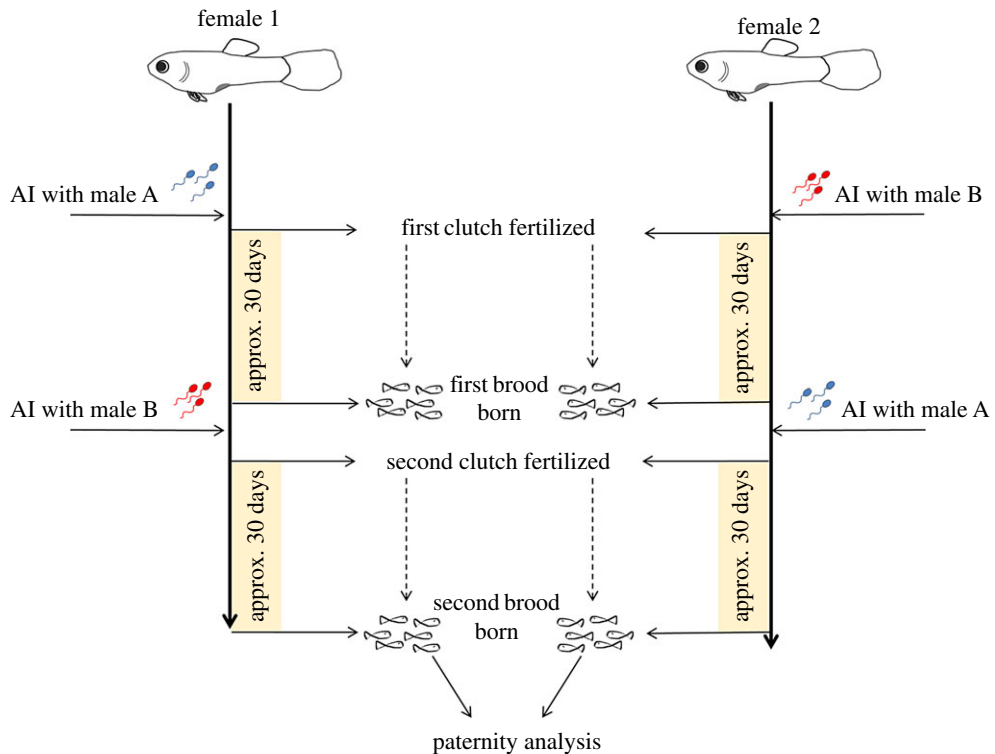 female 1
female 2
AI with male A
AI with male B
first clutch fertilized
approx. 30 days
approx. 30 days
first brood
born
AI with male B
AI with male A
second clutch fertilized
approx. 30 days
approx. 30 days
second brood
born
paternity analysis